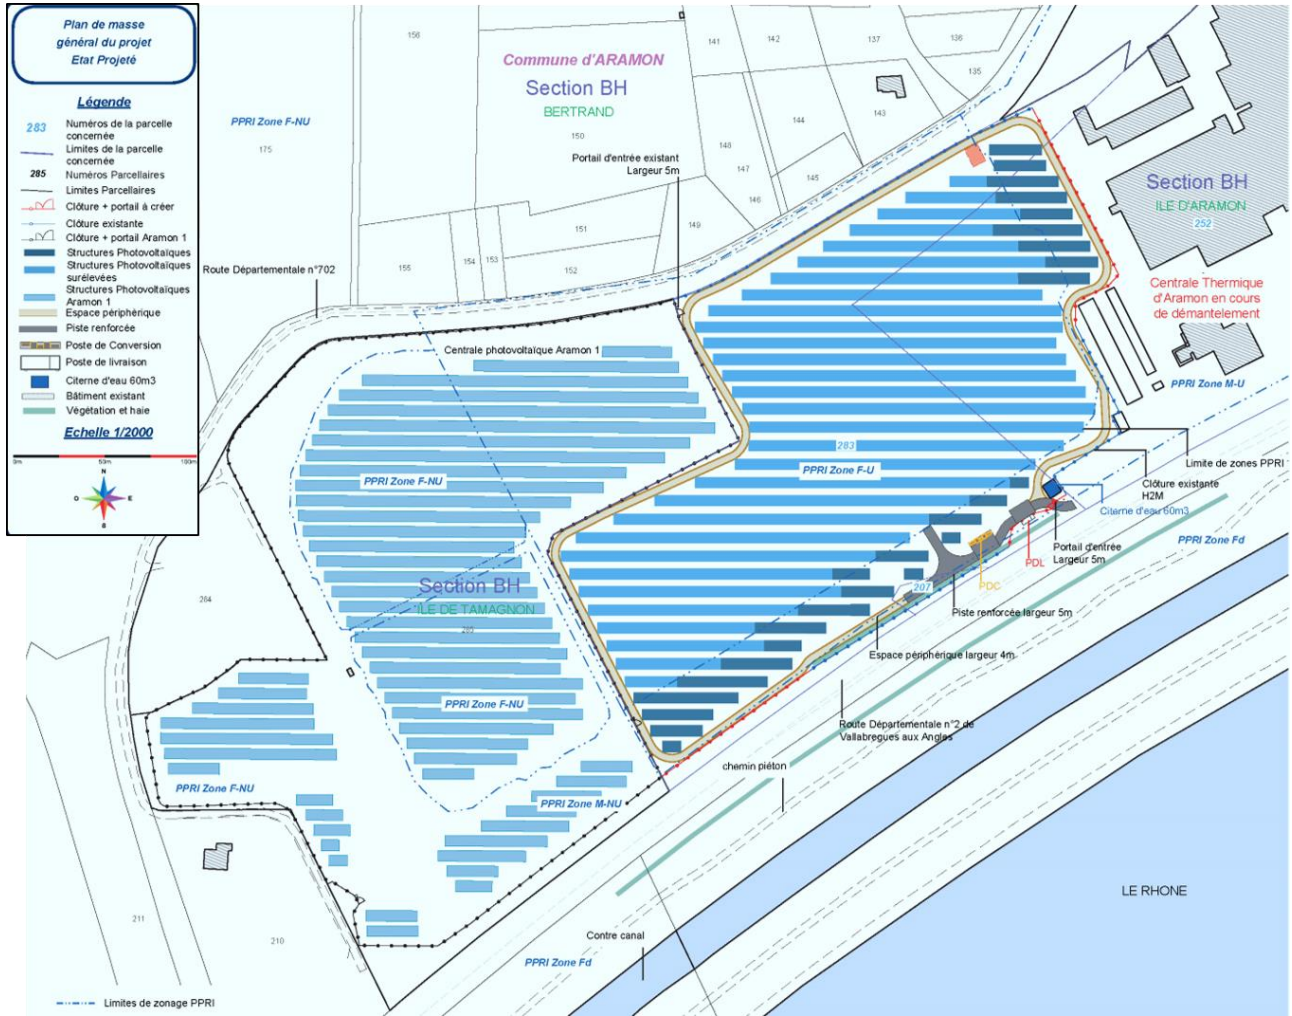 Plan de masse
général du projet
Etat Projeté
Légende
283 Numéros de la parcelle
concernée
Limites de la parcelle
concernée
285 Numéros Parcellaires
Limites Parcellaires
Clôture + portail à créer
Clôture existante
Clôture + portail Aramon 1
Structures Photovoltaïques
Structures Photovoltaïques
surélevées
Structures Photovoltaïques
Aramon 1
Espace périphérique
Piste renforcée
Poste de Conversion
Poste de livraison
Citerne d'eau 60m3
Bâtiment existant
Végétation et haie
Echelle 1/2000
0m 50m 100m
N
O E
S
156
141
142
137
136
135
Commune d'ARAMON
Section BH
BERTRAND
150
PPRI Zone F-NU
175
144
143
148
147
145
146
149
Portail d'entrée existant
Largeur 5m
Section BH
ILE D'ARAMON
252
151
155
154
153
152
Route Départementale n°702
Centrale Thermique
d'Aramon en cours
de démantelement
Centrale photovoltaïque Aramon 1
PPRI Zone M-U
283
PPRI Zone F-U
PPRI Zone F-NU
Limite de zones PPRI
Clôture existante
H2M
Citerne d'eau 60m3
PPRI Zone Fd
Portail d'entrée
Largeur 5m
PDL
PDC
207
Section BH
ILE DE TAMAGNON
264
Piste renforcée largeur 5m
Espace périphérique largeur 4m
PPRI Zone F-NU
Route Départementale n°2 de
Vallabregues aux Angles
chemin piéton
PPRI Zone F-NU
PPRI Zone M-NU
LE RHONE
211
210
Contre canal
PPRI Zone Fd
Limites de zonage PPRI